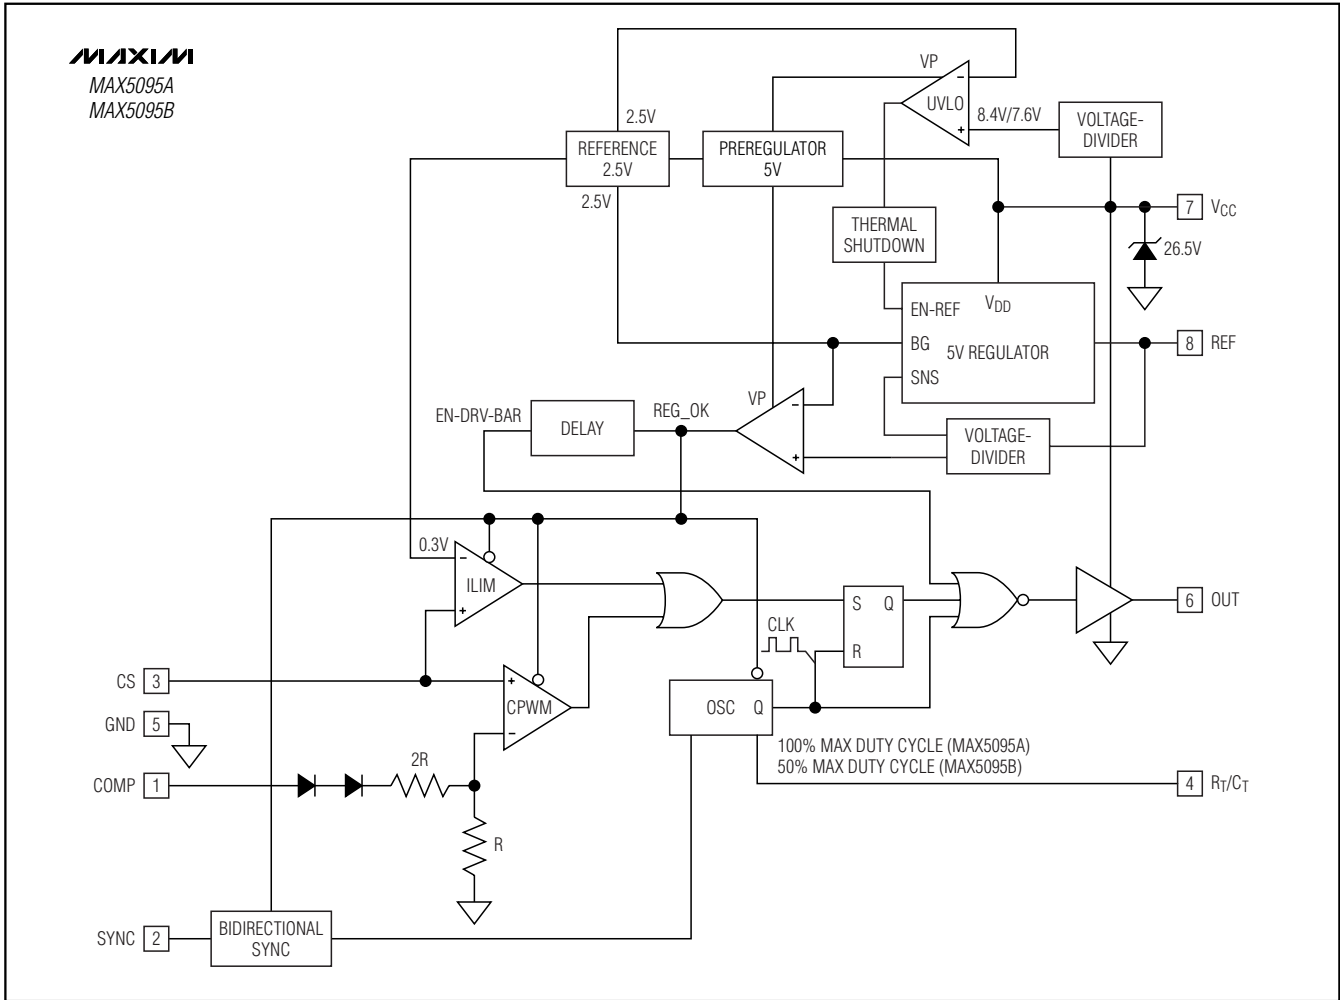 MAXIM
MAX5095A
MAX5095B
VP
-
UVLO
+
8.4V/7.6V
VOLTAGE-
DIVIDER
2.5V
REFERENCE
2.5V
2.5V
PREREGULATOR
5V
7
VCC
26.5V
THERMAL
SHUTDOWN
EN-REF
VDD
BG
5V REGULATOR
SNS
8
REF
VP
-
+
EN-DRV-BAR
DELAY
REG_OK
VOLTAGE-
DIVIDER
0.3V
-
ILIM
+
S
Q
R
CLK
6
OUT
CS
3
+
CPWM
-
OSC
Q
GND
5
100% MAX DUTY CYCLE (MAX5095A)
50% MAX DUTY CYCLE (MAX5095B)
COMP
1
2R
4
RT/CT
R
SYNC
2
BIDIRECTIONAL
SYNC